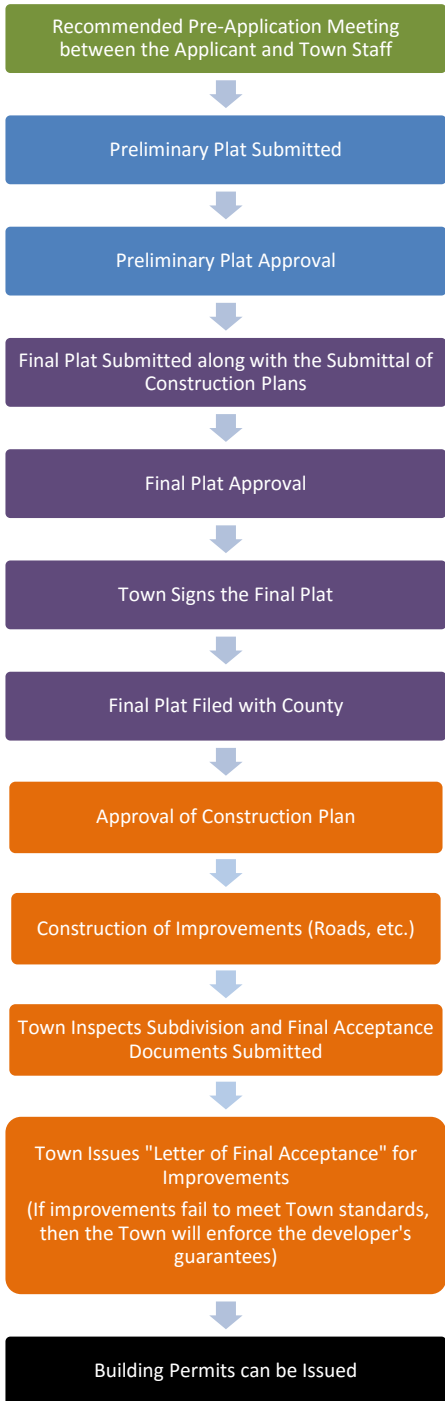 Recommended Pre-Application Meeting
between the Applicant and Town Staff
Preliminary Plat Submitted
Preliminary Plat Approval
Final Plat Submitted along with the Submittal of
Construction Plans
Final Plat Approval
Town Signs the Final Plat
Final Plat Filed with County
Approval of Construction Plan
Construction of Improvements (Roads, etc.)
Town Inspects Subdivision and Final Acceptance
Documents Submitted
Town Issues "Letter of Final Acceptance" for
Improvements
(If improvements fail to meet Town standards,
then the Town will enforce the developer's
guarantees)
Building Permits can be Issued